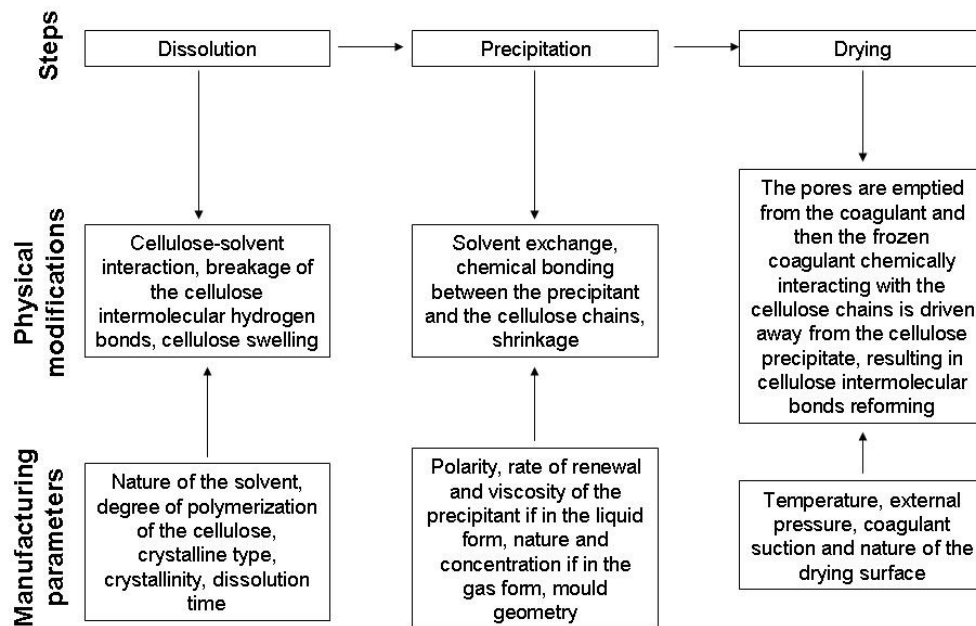 Steps
Dissolution
Precipitation
Drying
Physical
modifications
Cellulose-solvent
interaction, breakage of
the cellulose
intermolecular hydrogen
bonds, cellulose swelling
Solvent exchange,
chemical bonding
between the precipitant
and the cellulose chains,
shrinkage
The pores are emptied
from the coagulant and
then the frozen
coagulant chemically
interacting with the
cellulose chains is driven
away from the cellulose
precipitate, resulting in
cellulose intermolecular
bonds reforming
Manufacturing
parameters
Nature of the solvent,
degree of polymerization
of the cellulose,
crystalline type,
crystallinity, dissolution
time
Polarity, rate of renewal
and viscosity of the
precipitant if in the liquid
form, nature and
concentration if in the
gas form, mould
geometry
Temperature, external
pressure, coagulant
suction and nature of the
drying surface